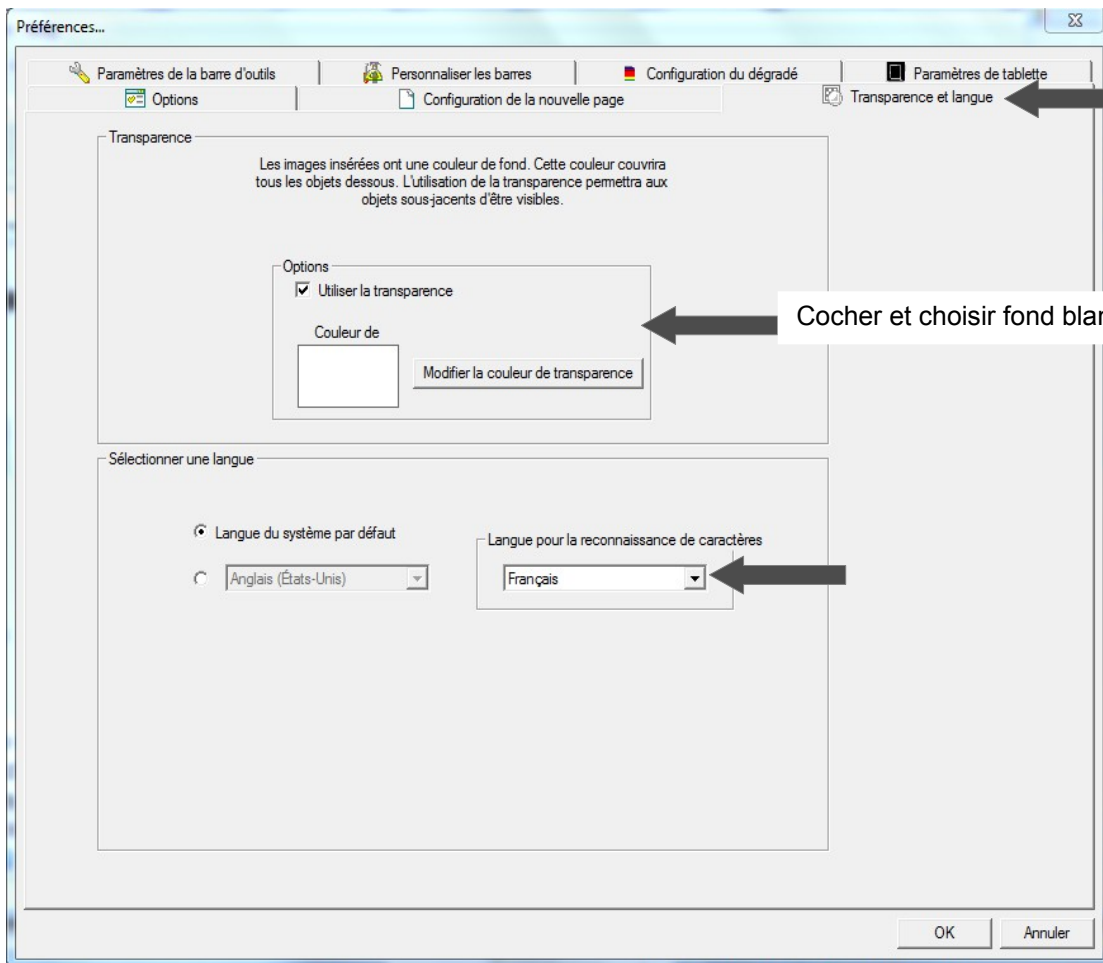 Préférences...
Paramètres de la barre d'outils
Personnaliser les barres
Configuration du dégradé
Paramètres de tablette
Options
Configuration de la nouvelle page
Transparence et langue
Transparence
Les images insérées ont une couleur de fond. Cette couleur couvrira
tous les objets dessous. L'utilisation de la transparence permettra aux
objets sous-jacents d'être visibles.
Options
Utiliser la transparence
Cocher et choisir fond
Couleur de
Modifier la couleur de transparence
Sélectionner une langue
Langue du système par défaut
Langue pour la reconnaissance de caractères
Anglais (États-Unis)
Français
OK
Annuler